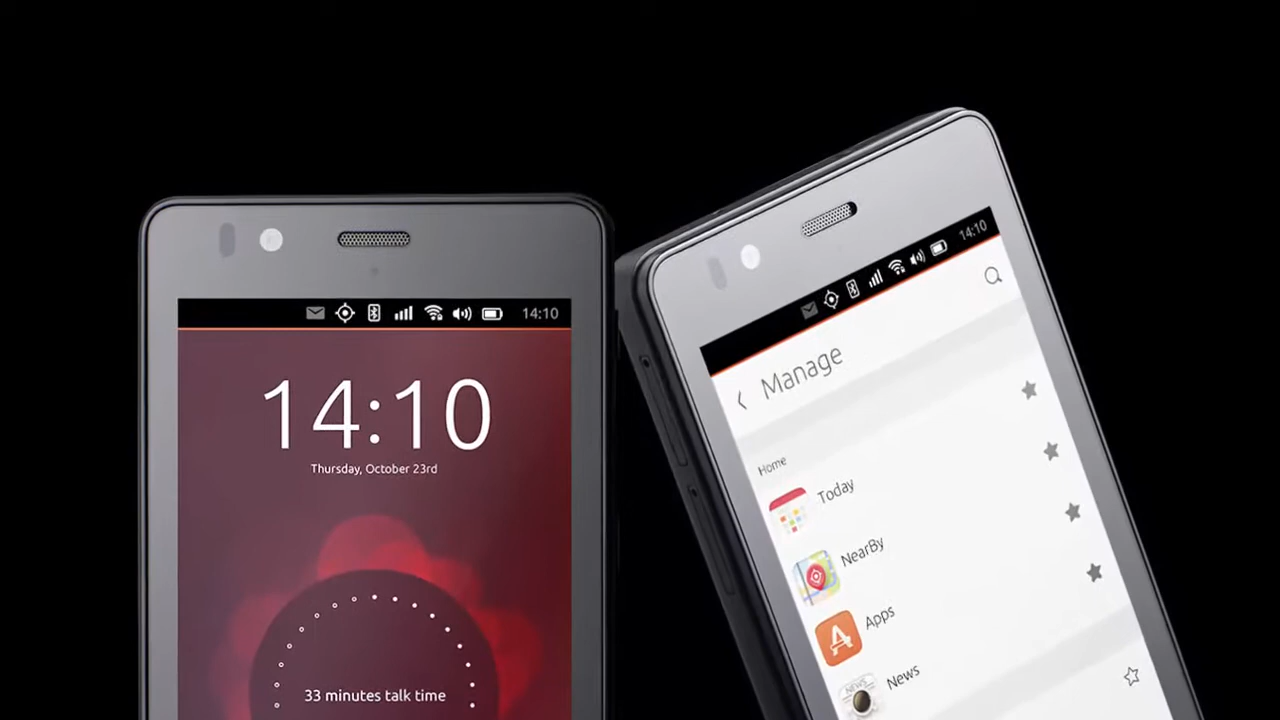 14:10
14:10
Thursday, October 23rd
33 minutes talk time
14:10
Manage
Home
Today
NearBy
Apps
NEWS
News